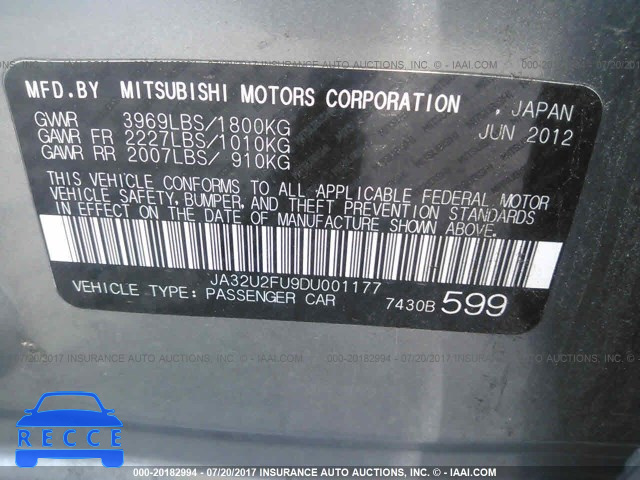 MFD.BY MITSUBISHI MOTORS CORPORATION , JAPAN
GVWR 3969LBS/1800KG JUN 2012
GAWR FR 2227LBS/1010KG
GAWR RR 2007LBS/ 910KG
THIS VEHICLE CONFORMS TO ALL APPLICABLE FEDERAL MOTOR
VEHICLE SAFETY, BUMPER, AND THEFT PREVENTION STANDARDS
IN EFFECT ON THE DATE OF MANUFACTURE SHOWN ABOVE.
JA32U2FU9DU001177
VEHICLE TYPE: PASSENGER CAR 7430B 599
RECCE
000-20182994 - 07/20/2017 INSURANCE AUTO AUCTIONS, INC. © - IAAI.COM